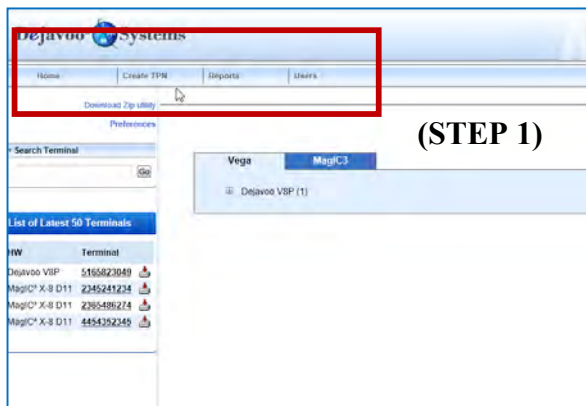 Dejavoo Systems
Home Create TPN Reports Users
Download Zip utility
Preferences
(STEP 1)
Search Terminal
Go
Vega MagIC3
Dejavoo V8P (1)
List of Latest 50 Terminals
HW Terminal
Dejavoo V8P 5165823049
MagIC³ X-8 D11 2345241234
MagIC³ X-8 D11 2365486274
MagIC³ X-8 D11 4454352345